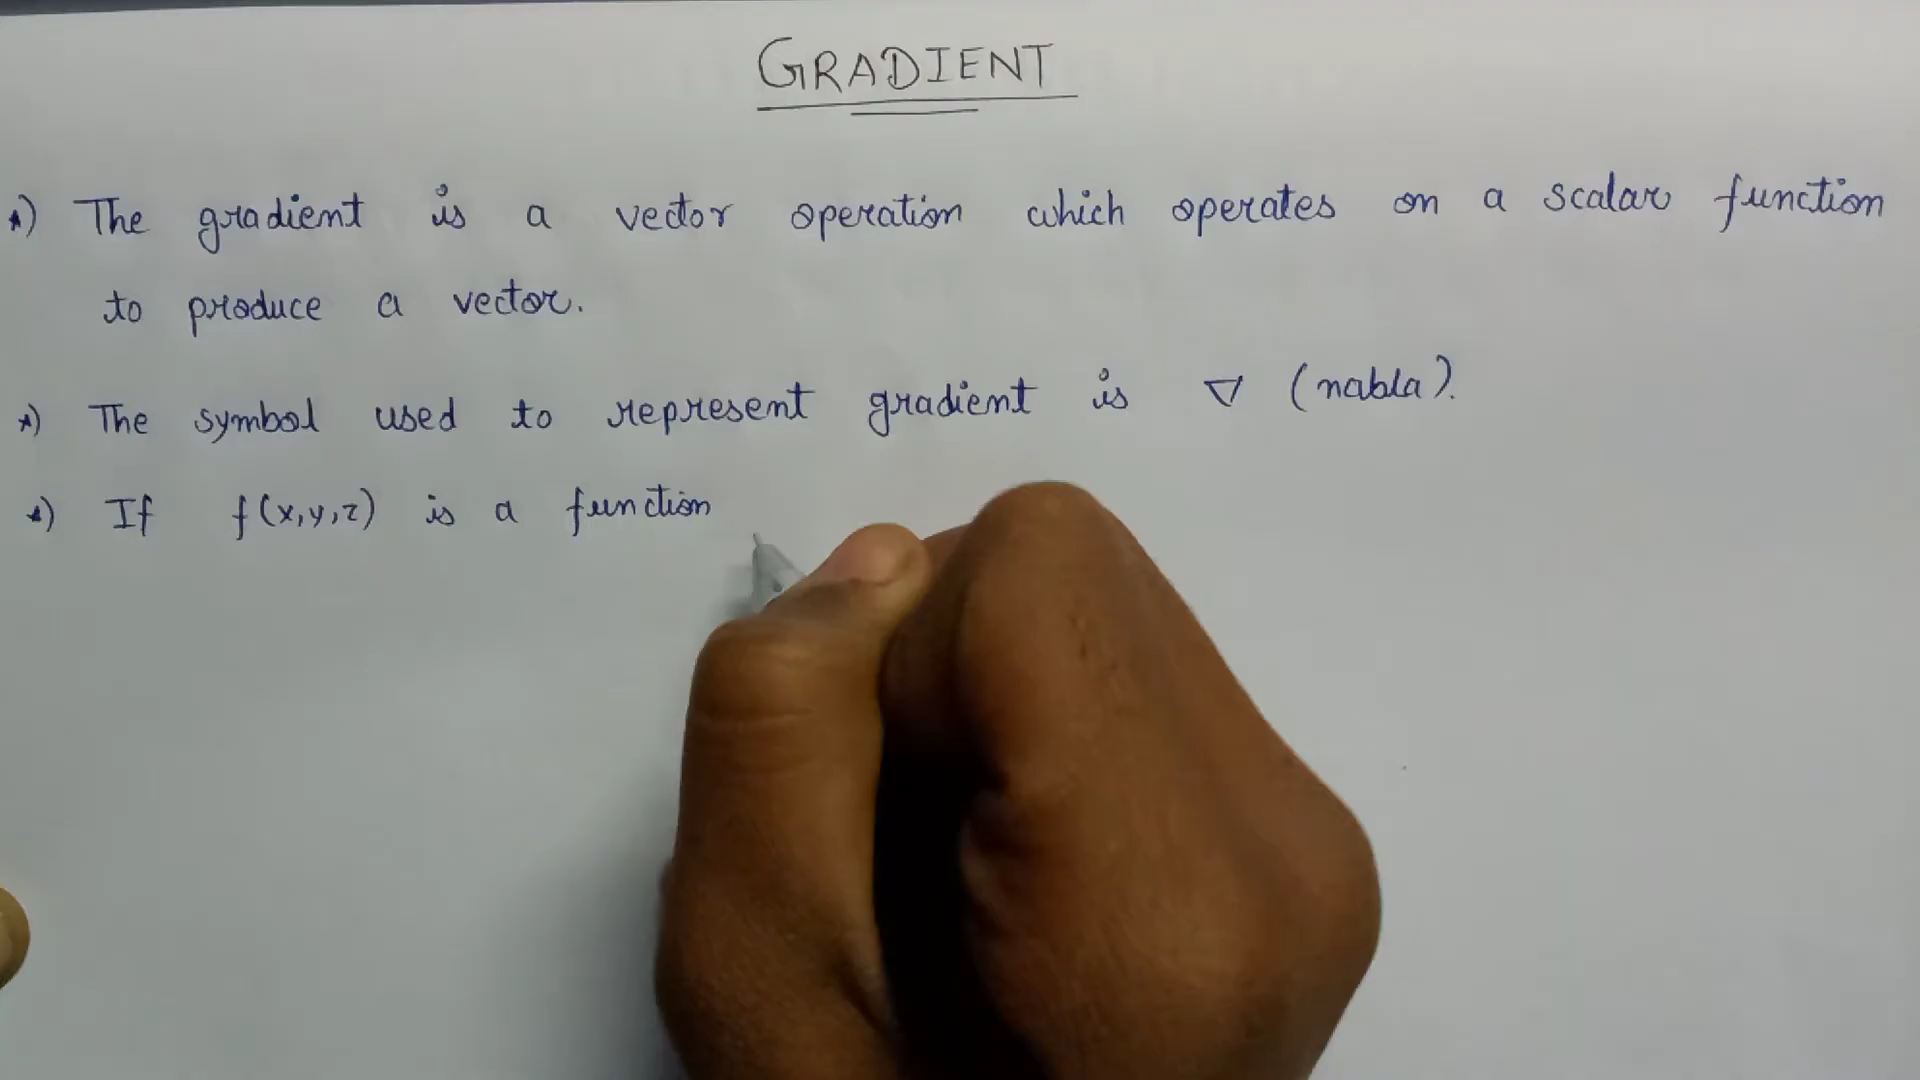 GRADIENT
*) The gradient is a vector operation which operates on a scalar function
to produce a vector.
*) The symbol used to represent gradient is ∇ (nabla).
*) If f(x,y,z) is a function